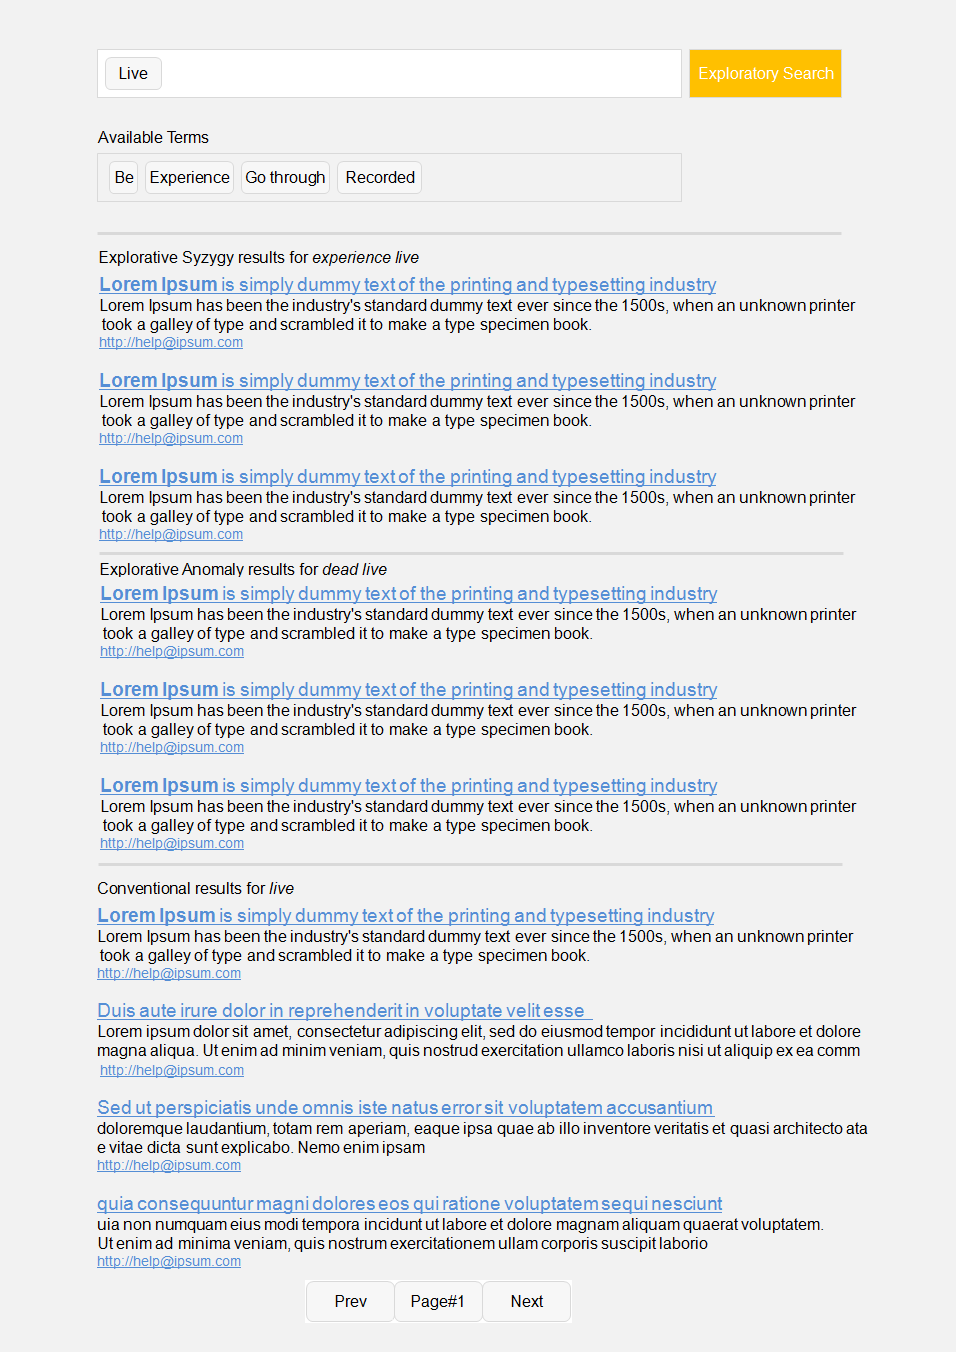 Live
Exploratory Search
Available Terms
Be Experience Go through Recorded
Explorative Syzygy results for experience live
Lorem Ipsum is simply dummy text of the printing and typesetting industry
Lorem Ipsum has been the industry's standard dummy text ever since the 1500s, when an unknown printer
took a galley of type and scrambled it to make a type specimen book.
http://help@ipsum.com
Lorem Ipsum is simply dummy text of the printing and typesetting industry
Lorem Ipsum has been the industry's standard dummy text ever since the 1500s, when an unknown printer
took a galley of type and scrambled it to make a type specimen book.
http://help@ipsum.com
Lorem Ipsum is simply dummy text of the printing and typesetting industry
Lorem Ipsum has been the industry's standard dummy text ever since the 1500s, when an unknown printer
took a galley of type and scrambled it to make a type specimen book.
http://help@ipsum.com
Explorative Anomaly results for dead live
Lorem Ipsum is simply dummy text of the printing and typesetting industry
Lorem Ipsum has been the industry's standard dummy text ever since the 1500s, when an unknown printer
took a galley of type and scrambled it to make a type specimen book.
http://help@ipsum.com
Lorem Ipsum is simply dummy text of the printing and typesetting industry
Lorem Ipsum has been the industry's standard dummy text ever since the 1500s, when an unknown printer
took a galley of type and scrambled it to make a type specimen book.
http://help@ipsum.com
Lorem Ipsum is simply dummy text of the printing and typesetting industry
Lorem Ipsum has been the industry's standard dummy text ever since the 1500s, when an unknown printer
took a galley of type and scrambled it to make a type specimen book.
http://help@ipsum.com
Conventional results for live
Lorem Ipsum is simply dummy text of the printing and typesetting industry
Lorem Ipsum has been the industry's standard dummy text ever since the 1500s, when an unknown printer
took a galley of type and scrambled it to make a type specimen book.
http://help@ipsum.com
Duis aute irure dolor in reprehenderit in voluptate velit esse
Lorem ipsum dolor sit amet, consectetur adipiscing elit, sed do eiusmod tempor incididunt ut labore et dolore
magna aliqua. Ut enim ad minim veniam, quis nostrud exercitation ullamco laboris nisi ut aliquip ex ea comm
http://help@ipsum.com
Sed ut perspiciatis unde omnis iste natus error sit voluptatem accusantium
doloremque laudantium, totam rem aperiam, eaque ipsa quae ab illo inventore veritatis et quasi architecto ata
e vitae dicta sunt explicabo. Nemo enim ipsam
http://help@ipsum.com
quia consequuntur magni dolores eos qui ratione voluptatem sequi nesciunt
uia non numquam eius modi tempora incidunt ut labore et dolore magnam aliquam quaerat voluptatem.
Ut enim ad minima veniam, quis nostrum exercitationem ullam corporis suscipit laborio
http://help@ipsum.com
Prev Page#1 Next